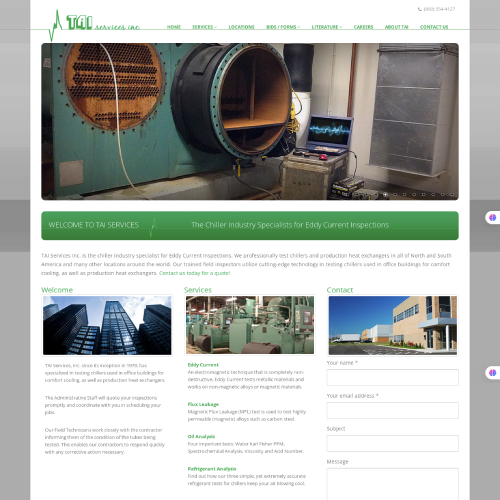 (800) 354-4127
TAI services inc.
HOME SERVICES LOCATIONS BIDS / FORMS LITERATURE CAREERS ABOUT TAI CONTACT US
WELCOME TO TAI SERVICES The Chiller Industry Specialists for Eddy Current Inspections
TAI Services Inc. is the chiller industry specialist for Eddy Current Inspections. We professionally test chillers and production heat exchangers in all of North and South
America and many other locations around the world. Our trained field inspectors utilize cutting-edge technology in testing chillers used in office buildings for comfort
cooling, as well as production heat exchangers. Contact us today for a quote!
Welcome
TAI Services, Inc. since its inception in 1979, has
specialized in testing chillers used in office buildings for
comfort cooling, as well as production heat exchangers.
The Administrative Staff will quote your inspections
promptly and coordinate with you in scheduling your
jobs.
Our Field Technicians work closely with the contractor
informing them of the condition of the tubes being
tested. This enables our contractors to respond quickly
with any corrective action necessary.
Services
Eddy Current
An electromagnetic technique that is completely non-
destructive. Eddy Current tests metallic materials and
works on non-magnetic alloys or magnetic alloys.
Flux Leakage
Magnetic Flux Leakage (MFL) test is used to test highly
permeable (magnetic) alloys such as carbon steel.
Oil Analysis
Four important tests: Water Karl Fisher PPM,
Spectrochemical Analysis, Viscosity and Acid Number.
Refrigerant Analysis
Find out how our three simple, yet extremely accurate
refrigerant tests for chillers keep your air blowing cool.
Contact
Your name *
Your email address *
Subject
Message